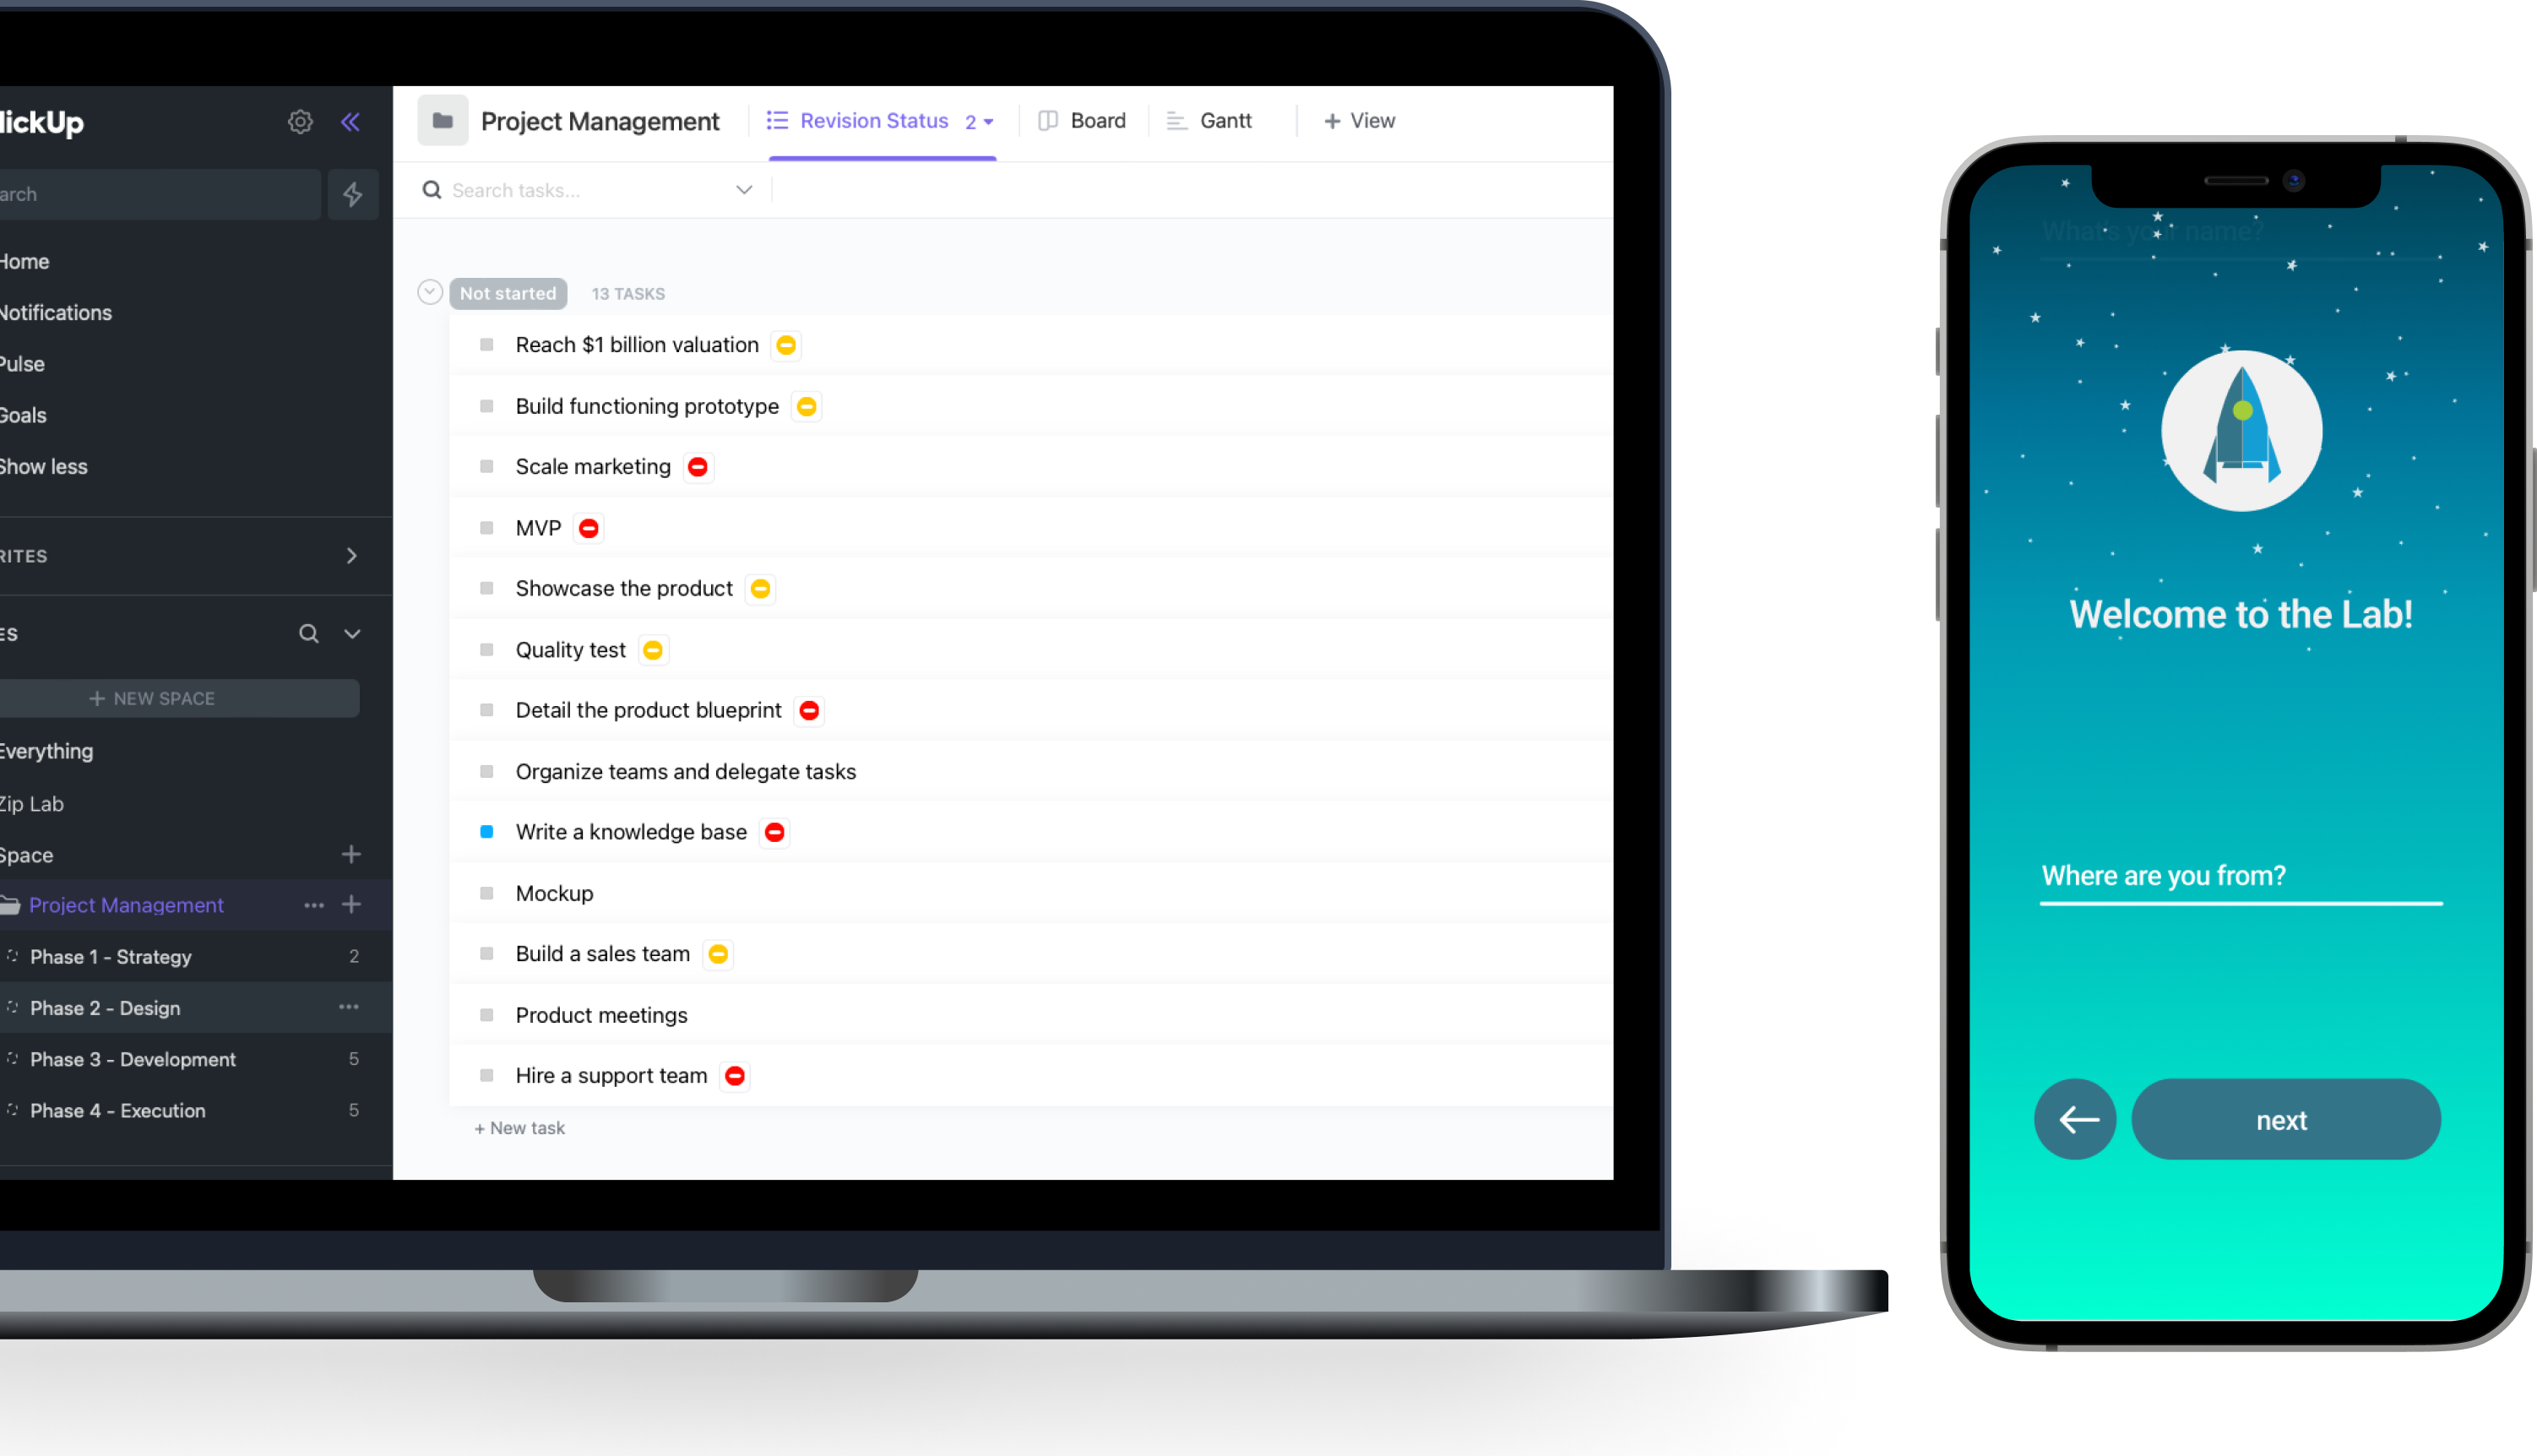 lickUp
arch
Home
Notifications
Pulse
Goals
Show less
RITES
ES
+ NEW SPACE
Everything
Zip Lab
Space
Project Management
Phase 1 - Strategy 2
Phase 2 - Design
Phase 3 - Development 5
Phase 4 - Execution 5
Project Management Revision Status 2 Board Gantt + View
Search tasks...
Not started 13 TASKS
Reach $1 billion valuation
Build functioning prototype
Scale marketing
MVP
Showcase the product
Quality test
Detail the product blueprint
Organize teams and delegate tasks
Write a knowledge base
Mockup
Build a sales team
Product meetings
Hire a support team
+ New task
What's your name?
Welcome to the Lab!
Where are you from?
next